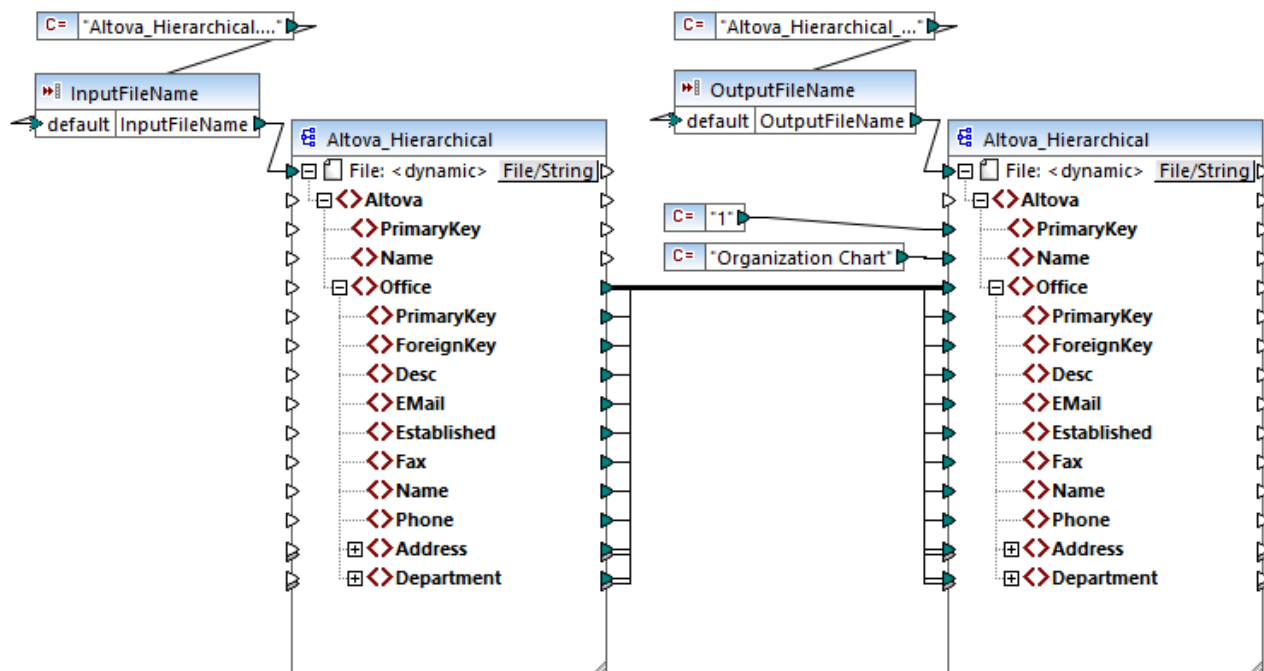 C= "Altova_Hierarchical...."
C= "Altova_Hierarchical_..."
InputFileName
default InputFileName
OutputFileName
default OutputFileName
Altova_Hierarchical
File: <dynamic> File/String
Altova
PrimaryKey
Name
Office
PrimaryKey
ForeignKey
Desc
EMail
Established
Fax
Name
Phone
Address
Department
C= "1"
C= "Organization Chart"
Altova_Hierarchical
File: <dynamic> File/String
Altova
PrimaryKey
Name
Office
PrimaryKey
ForeignKey
Desc
EMail
Established
Fax
Name
Phone
Address
Department